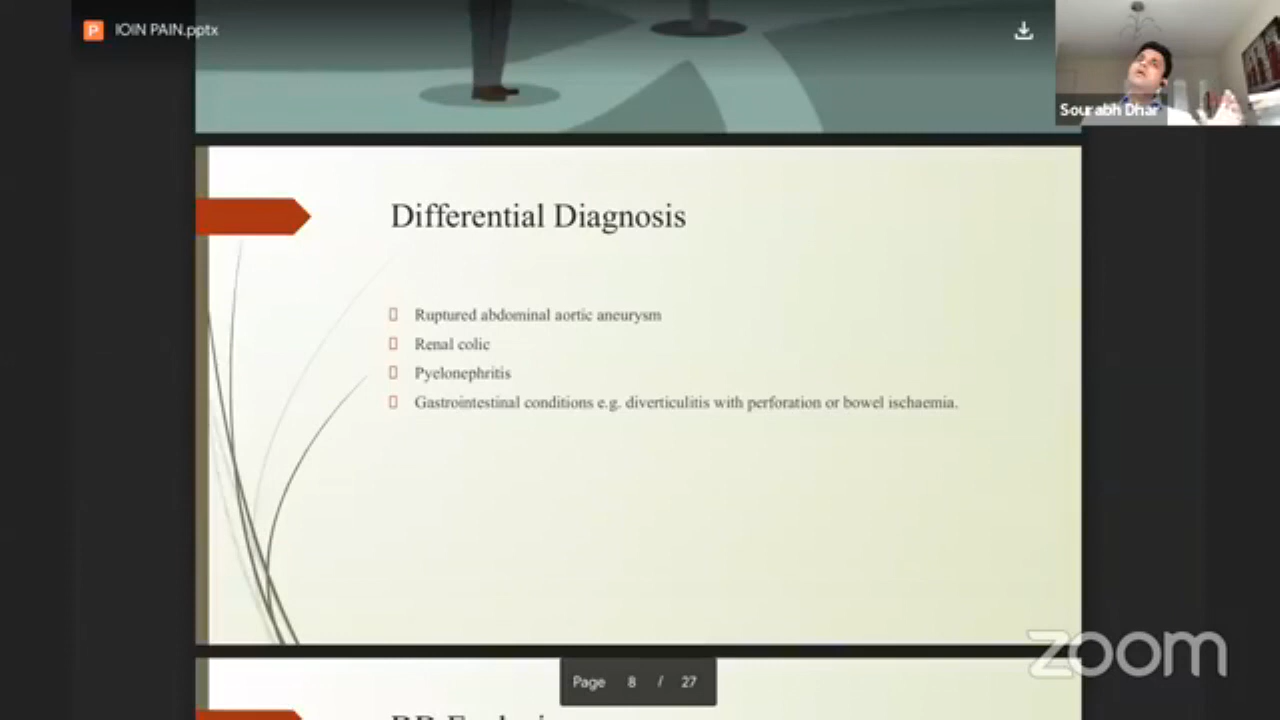 IOIN PAIN.pptx
Sourabh Dhar
Differential Diagnosis
Ruptured abdominal aortic aneurysm
Renal colic
Pyelonephritis
Gastrointestinal conditions e.g. diverticulitis with perforation or bowel ischaemia.
zoom
Page 8 / 27